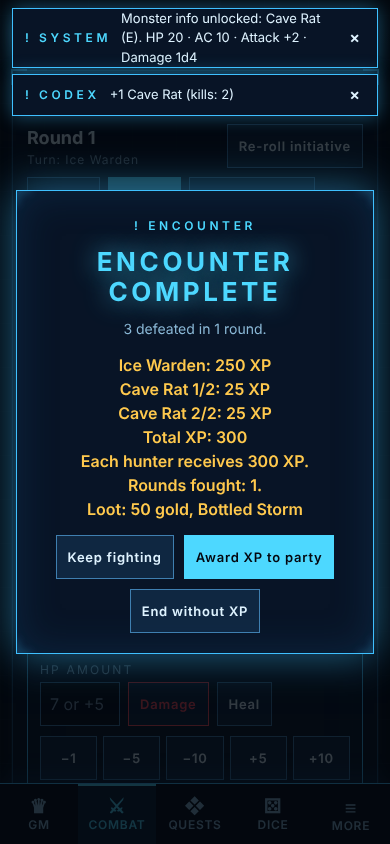 ! SYSTEM Monster info unlocked: Cave Rat
(E). HP 20 · AC 10 · Attack +2 ·
Damage 1d4 ×
! CODEX +1 Cave Rat (kills: 2) ×
Round 1
Turn: Ice Warden
Re-roll initiative
! ENCOUNTER
ENCOUNTER
COMPLETE
3 defeated in 1 round.
Ice Warden: 250 XP
Cave Rat 1/2: 25 XP
Cave Rat 2/2: 25 XP
Total XP: 300
Each hunter receives 300 XP.
Rounds fought: 1.
Loot: 50 gold, Bottled Storm
Keep fighting Award XP to party
End without XP
HP AMOUNT
7 or +5 Damage Heal
−1 −5 −10 +5 +10
GM COMBAT QUESTS DICE MORE